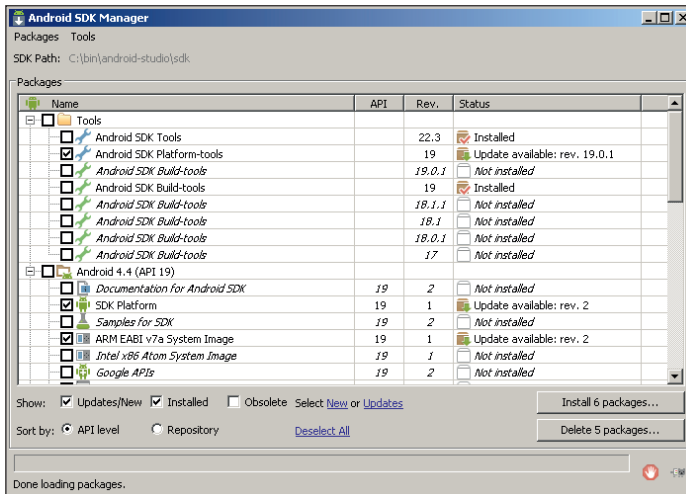 Android SDK Manager
Packages Tools
SDK Path: C:\bin\android-studio\sdk
Packages
Name API Rev. Status
Tools
Android SDK Tools 22.3 Installed
Android SDK Platform-tools 19 Update available: rev. 19.0.1
Android SDK Build-tools 19.0.1 Not installed
Android SDK Build-tools 19 Installed
Android SDK Build-tools 18.1.1 Not installed
Android SDK Build-tools 18.1 Not installed
Android SDK Build-tools 18.0.1 Not installed
Android SDK Build-tools 17 Not installed
Android 4.4 (API 19)
Documentation for Android SDK 19 2 Not installed
SDK Platform 19 1 Update available: rev. 2
Samples for SDK 19 2 Not installed
ARM EABI v7a System Image 19 1 Update available: rev. 2
Intel x86 Atom System Image 19 1 Not installed
Google APIs 19 2 Not installed
Show: Updates/New Installed Obsolete Select New or Updates Install 6 packages...
Sort by: API level Repository Deselect All Delete 5 packages...
Done loading packages.